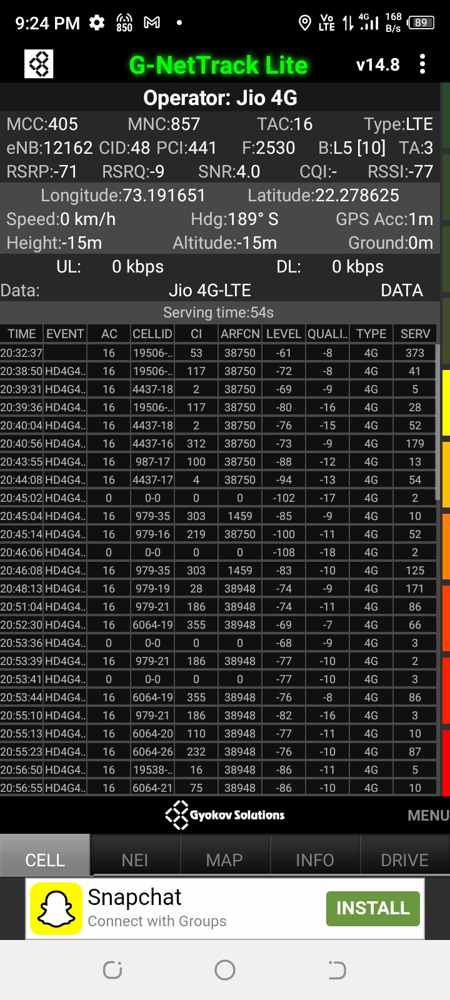 9:24 PM 850 Vo LTE 4G 168 B/s 89
G-NetTrack Lite v14.8
Operator: Jio 4G
MCC:405 MNC:857 TAC:16 Type:LTE
eNB:12162 CID:48 PCI:441 F:2530 B:L5 [10] TA:3
RSRP:-71 RSRQ:-9 SNR:4.0 CQI:- RSSI:-77
Longitude:73.191651 Latitude:22.278625
Speed:0 km/h Hdg:189° S GPS Acc:1m
Height:-15m Altitude:-15m Ground:0m
UL: 0 kbps DL: 0 kbps
Data: Jio 4G-LTE DATA
Serving time:54s
TIME EVENT AC CELLID CI ARFCN LEVEL QUALI.. TYPE SERV
20:32:37 16 19506-.. 53 38750 -61 -8 4G 373
20:38:50 HD4G4.. 16 19506-.. 117 38750 -72 -8 4G 41
20:39:31 HD4G4.. 16 4437-18 2 38750 -69 -9 4G 5
20:39:36 HD4G4.. 16 19506-.. 117 38750 -80 -16 4G 28
20:40:04 HD4G4.. 16 4437-18 2 38750 -76 -15 4G 52
20:40:56 HD4G4.. 16 4437-16 312 38750 -73 -9 4G 179
20:43:55 HD4G4.. 16 987-17 100 38750 -88 -12 4G 13
20:44:08 HD4G4.. 16 4437-17 4 38750 -94 -13 4G 54
20:45:02 HD4G4.. 0 0-0 0 0 -102 -17 4G 2
20:45:04 HD4G4.. 16 979-35 303 1459 -85 -9 4G 10
20:45:14 HD4G4.. 16 979-16 219 38750 -100 -11 4G 52
20:46:06 HD4G4.. 0 0-0 0 0 -108 -18 4G 2
20:46:08 HD4G4.. 16 979-35 303 1459 -83 -10 4G 125
20:48:13 HD4G4.. 16 979-19 28 38948 -74 -9 4G 171
20:51:04 HD4G4.. 16 979-21 186 38948 -74 -11 4G 86
20:52:30 HD4G4.. 16 6064-19 355 38948 -69 -7 4G 66
20:53:36 HD4G4.. 0 0-0 0 0 -68 -9 4G 3
20:53:39 HD4G4.. 16 979-21 186 38948 -77 -10 4G 2
20:53:41 HD4G4.. 0 0-0 0 0 -77 -10 4G 3
20:53:44 HD4G4.. 16 6064-19 355 38948 -76 -8 4G 86
20:55:10 HD4G4.. 16 979-21 186 38948 -82 -16 4G 3
20:55:13 HD4G4.. 16 6064-20 110 38948 -77 -11 4G 10
20:55:23 HD4G4.. 16 6064-26 232 38948 -76 -10 4G 87
20:56:50 HD4G4.. 16 19538-.. 16 38948 -86 -11 4G 5
20:56:55 HD4G4.. 16 6064-21 75 38948 -86 -10 4G 10
Gyokov Solutions MENU
CELL NEI MAP INFO DRIVE
Snapchat
Connect with Groups
INSTALL